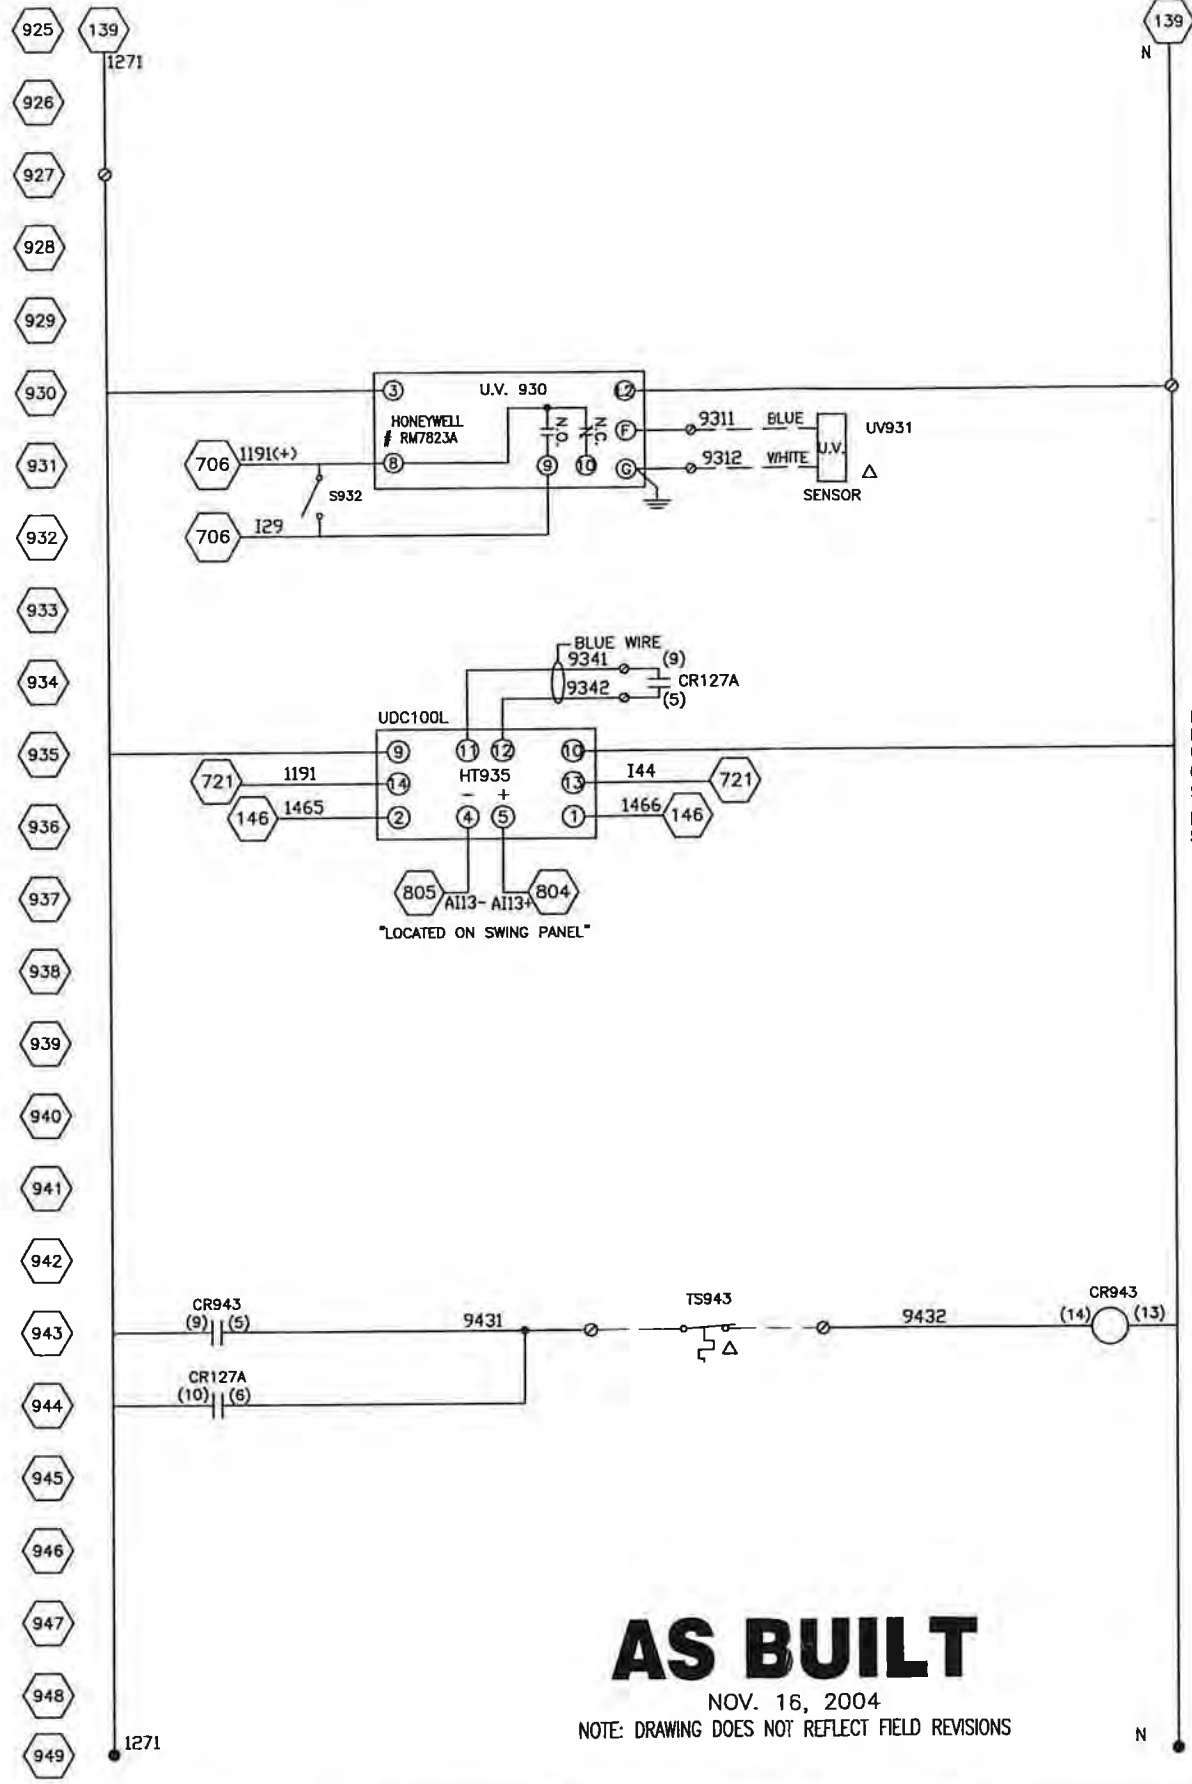 925 139 139
1271 N
926
927
928
929
930 3 U.V. 930 L2
HONEYWELL
# RM7823A N.O. N.C. F 9311 BLUE UV931
931 706 1191(+) 8 9 10 G 9312 WHITE U.V.
S932 SENSOR
932 706 I29
933
BLUE WIRE
9341 (9)
934 9342 CR127A
(5)
UDC100L
935 9 11 12 10
721 1191 14 HT935 13 I44 721
- +
936 146 1465 2 4 5 1 1466 146
937 805 AI13- AI13+ 804
"LOCATED ON SWING PANEL"
938
939
940
941
942
CR943 TS943 CR943
943 (9) (5) 9431 9432 (14) (13)
CR127A
944 (10) (6)
945
946
947
AS BUILT
948 NOV. 16, 2004
NOTE: DRAWING DOES NOT REFLECT FIELD REVISIONS
949 1271 N